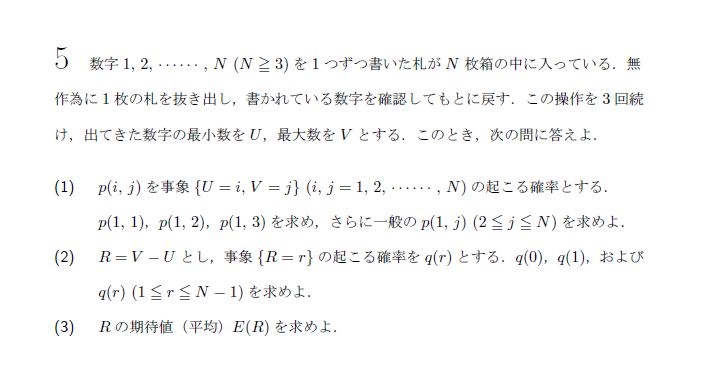 5 数字 1, 2, ⋯⋯, N (N ≧ 3) を 1 つずつ書いた札が N 枚箱の中に入っている．無
作為に 1 枚の札を抜き出し，書かれている数字を確認してもとに戻す．この操作を 3 回続
け，出てきた数字の最小数を U，最大数を V とする．このとき，次の問に答えよ．
(1) p(i, j) を事象 {U = i, V = j} (i, j = 1, 2, ⋯⋯, N) の起こる確率とする．
p(1, 1)，p(1, 2)，p(1, 3) を求め，さらに一般の p(1, j) (2 ≦ j ≦ N) を求めよ．
(2) R = V − U とし，事象 {R = r} の起こる確率を q(r) とする．q(0)，q(1)，および
q(r) (1 ≦ r ≦ N − 1) を求めよ．
(3) R の期待値（平均）E(R) を求めよ．